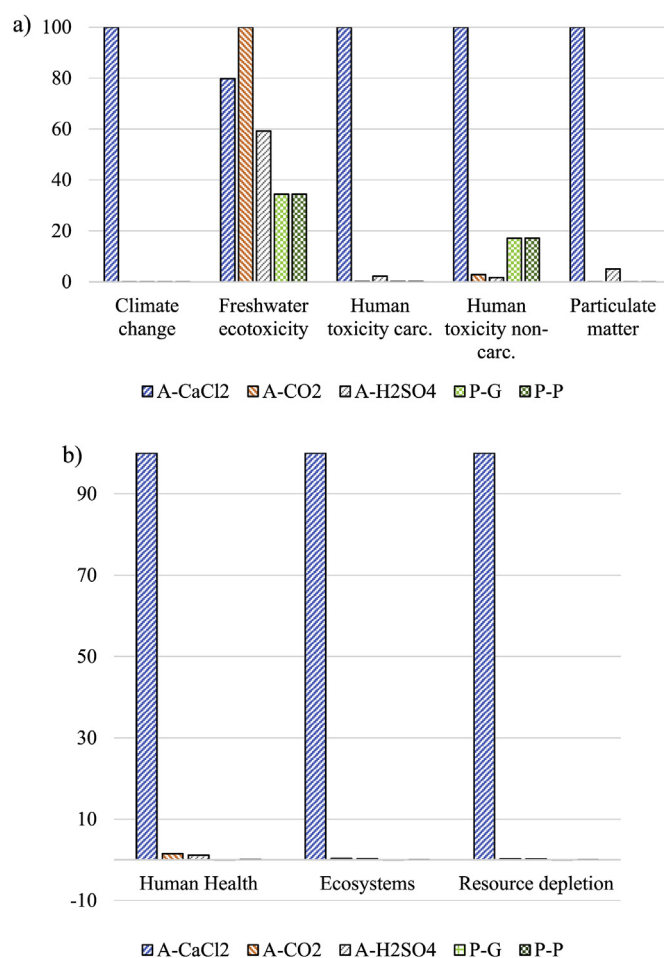 a)
100
80
60
40
20
0
Climate change
Freshwater ecotoxicity
Human toxicity carc.
Human toxicity non-carc.
Particulate matter
A-CaCl2 A-CO2 A-H2SO4 P-G P-P
b)
90
70
50
30
10
-10
Human Health Ecosystems Resource depletion
A-CaCl2 A-CO2 A-H2SO4 P-G P-P